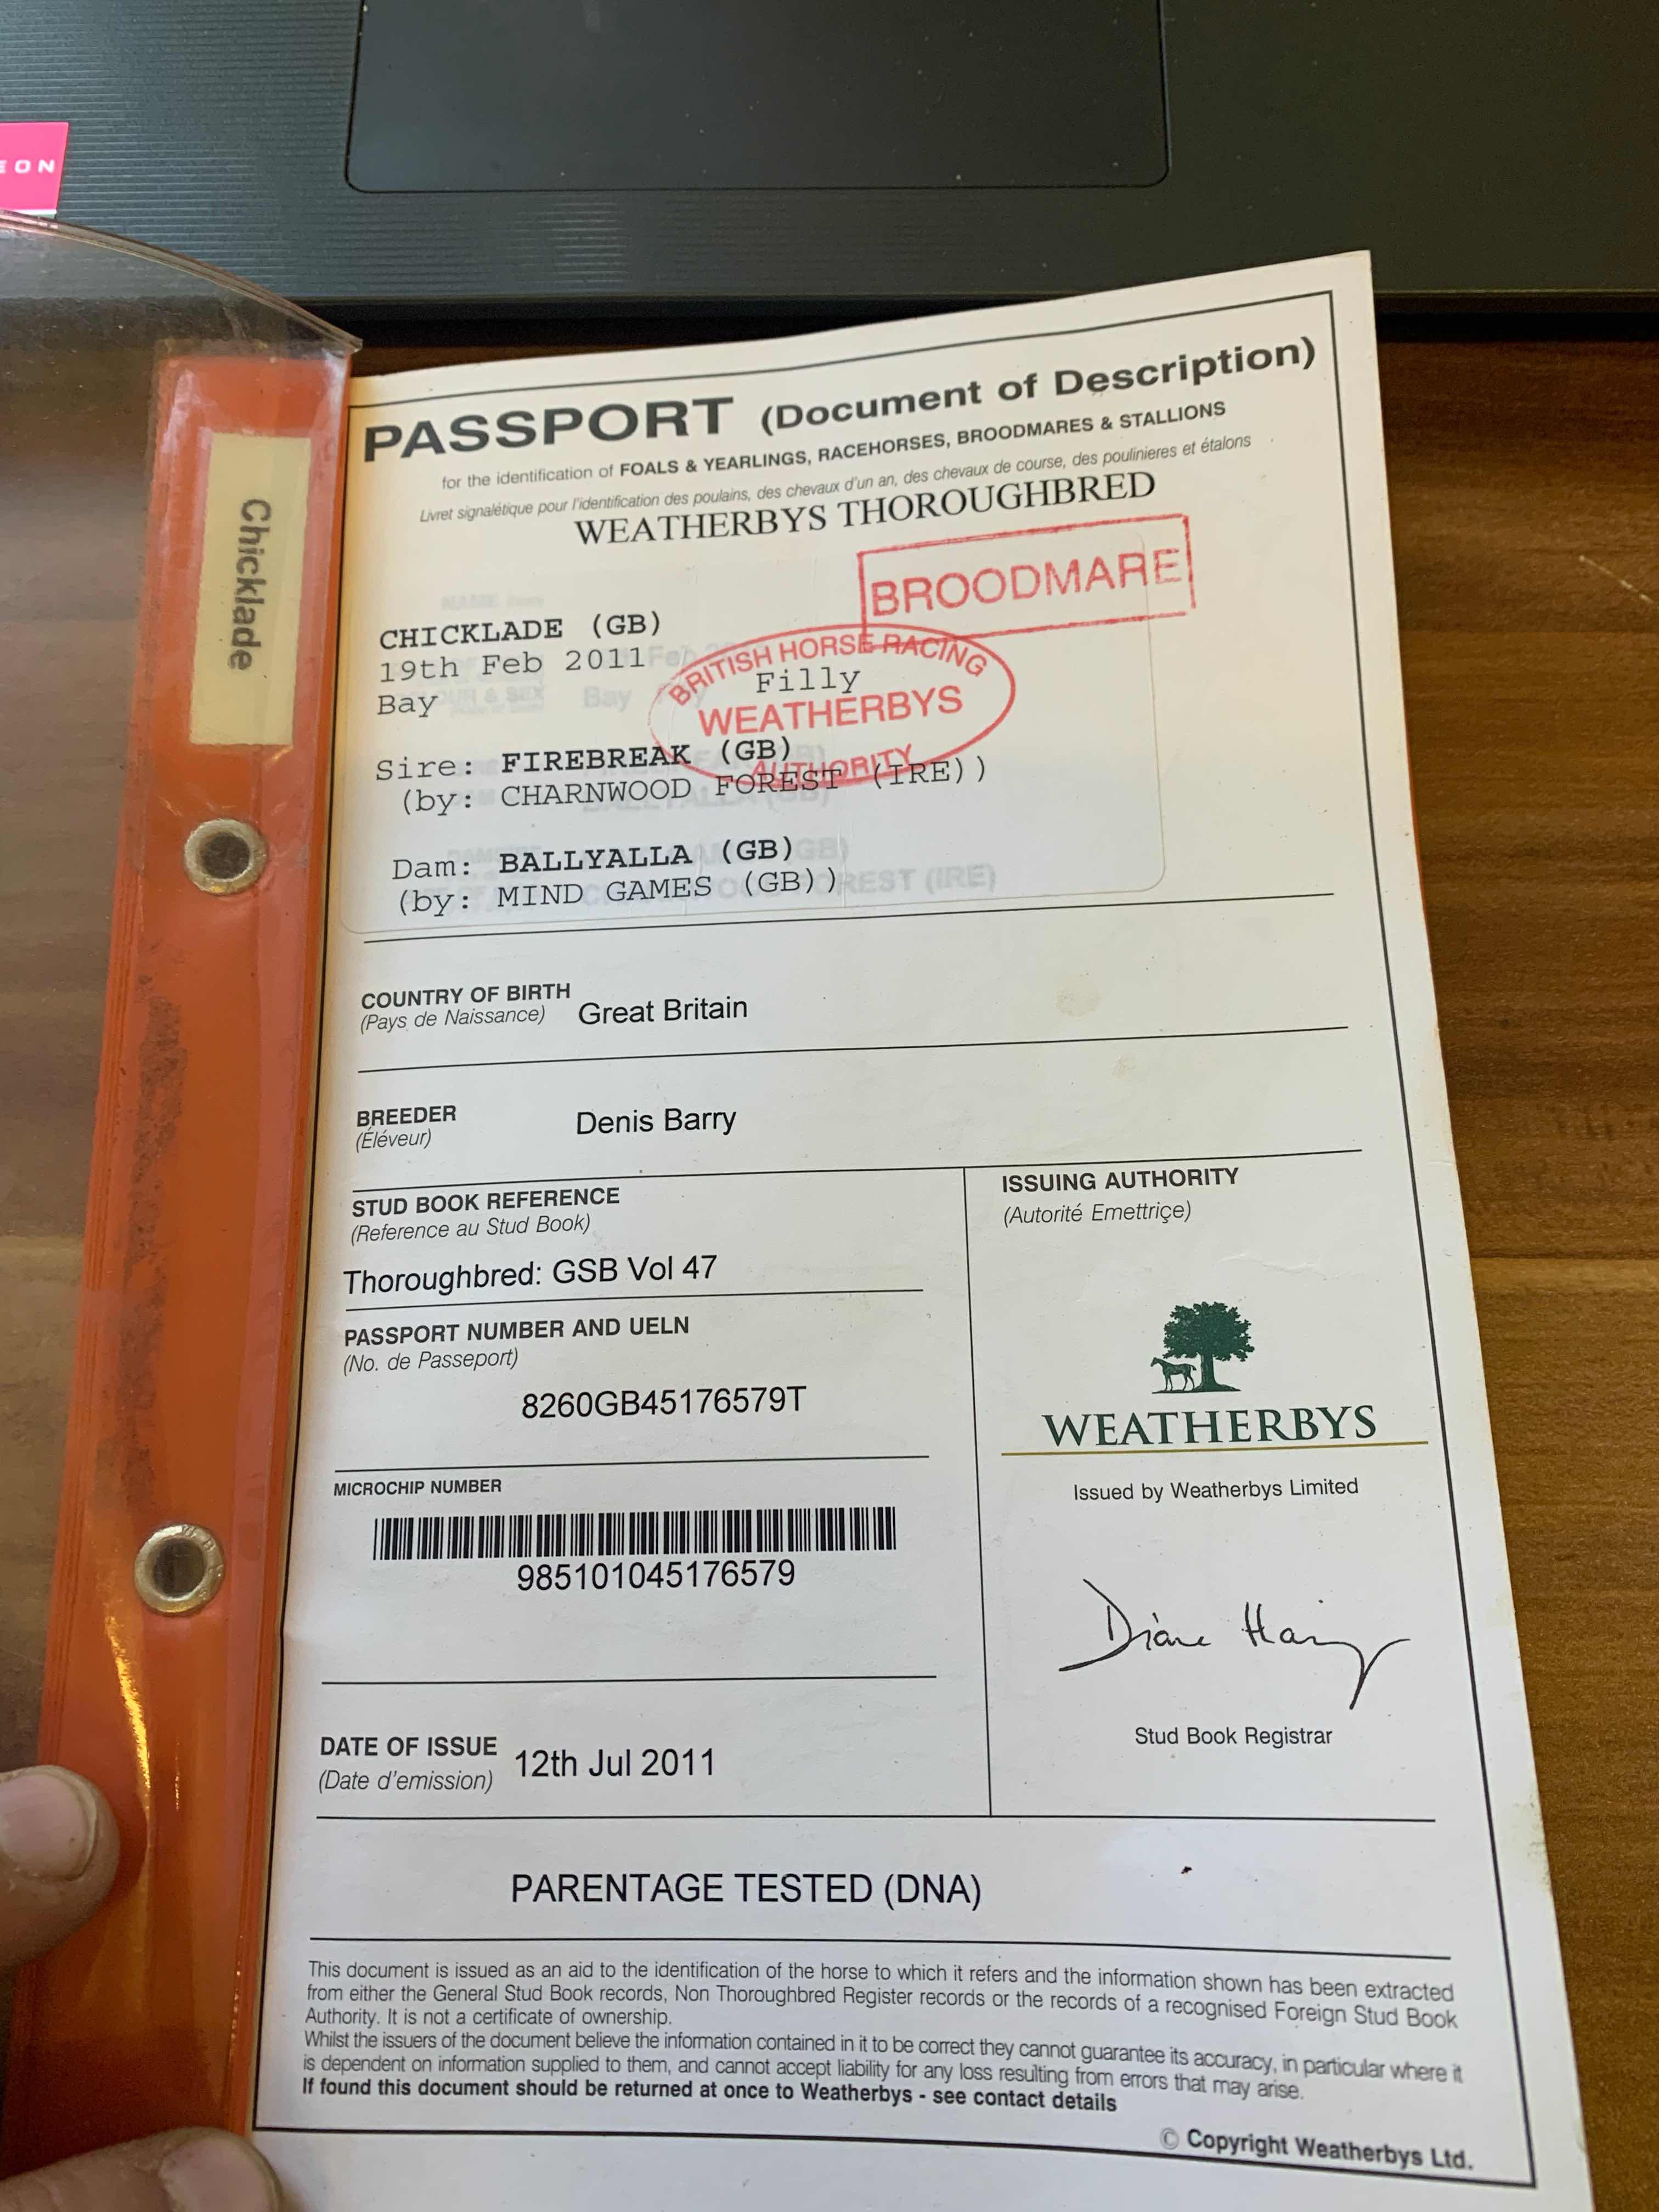 EON
Chicklade
PASSPORT (Document of Description)
for the identification of FOALS & YEARLINGS, RACEHORSES, BROODMARES & STALLIONS
Livret signalétique pour l'identification des poulains, des chevaux d'un an, des chevaux de course, des poulinieres et étalons
WEATHERBYS THOROUGHBRED
BROODMARE
CHICKLADE (GB)
19th Feb 2011
Bay
Filly
BRITISH HORSE RACING
WEATHERBYS
AUTHORITY
Sire: FIREBREAK (GB)
(by: CHARNWOOD FOREST (IRE))
Dam: BALLYALLA (GB)
(by: MIND GAMES (GB))
COUNTRY OF BIRTH
(Pays de Naissance)
Great Britain
BREEDER
(Éléveur)
Denis Barry
STUD BOOK REFERENCE
(Reference au Stud Book)
Thoroughbred: GSB Vol 47
PASSPORT NUMBER AND UELN
(No. de Passeport)
8260GB45176579T
MICROCHIP NUMBER
985101045176579
DATE OF ISSUE
(Date d'emission)
12th Jul 2011
ISSUING AUTHORITY
(Autorité Emettriçe)
WEATHERBYS
Issued by Weatherbys Limited
Diane
Stud Book Registrar
PARENTAGE TESTED (DNA)
This document is issued as an aid to the identification of the horse to which it refers and the information shown has been extracted
from either the General Stud Book records, Non Thoroughbred Register records or the records of a recognised Foreign Stud Book
Authority. It is not a certificate of ownership.
Whilst the issuers of the document believe the information contained in it to be correct they cannot guarantee its accuracy, in particular where it
is dependent on information supplied to them, and cannot accept liability for any loss resulting from errors that may arise.
If found this document should be returned at once to Weatherbys - see contact details
© Copyright Weatherbys Ltd.